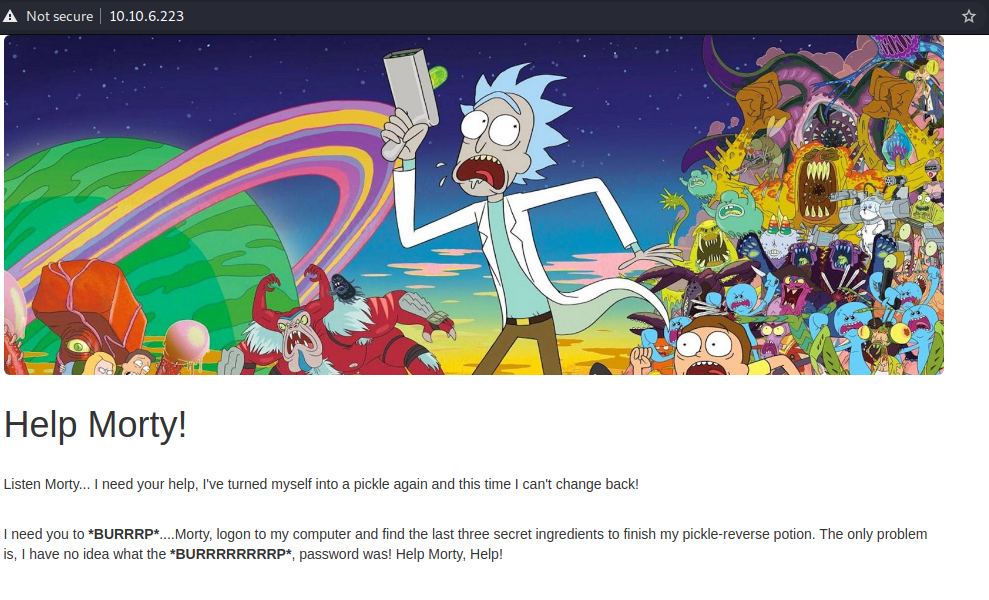 Not secure | 10.10.6.223
Help Morty!
Listen Morty... I need your help, I've turned myself into a pickle again and this time I can't change back!
I need you to *BURRRP*....Morty, logon to my computer and find the last three secret ingredients to finish my pickle-reverse potion. The only problem
is, I have no idea what the *BURRRRRRRRP*, password was! Help Morty, Help!